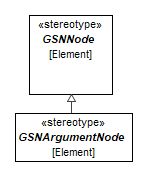 «stereotype»
GSNNode
[Element]
«stereotype»
GSNArgumentNode
[Element]